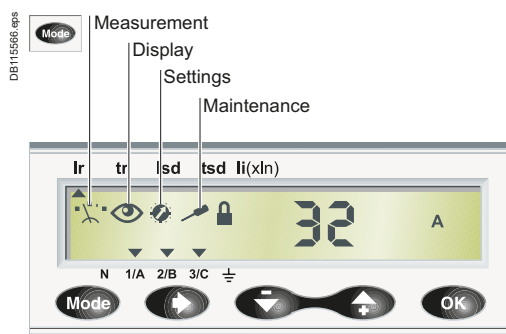 DB115566.eps
Mode
Measurement
Display
Settings
Maintenance
Ir tr Isd tsd Ii(xIn)
32 A
N 1/A 2/B 3/C
Mode
OK